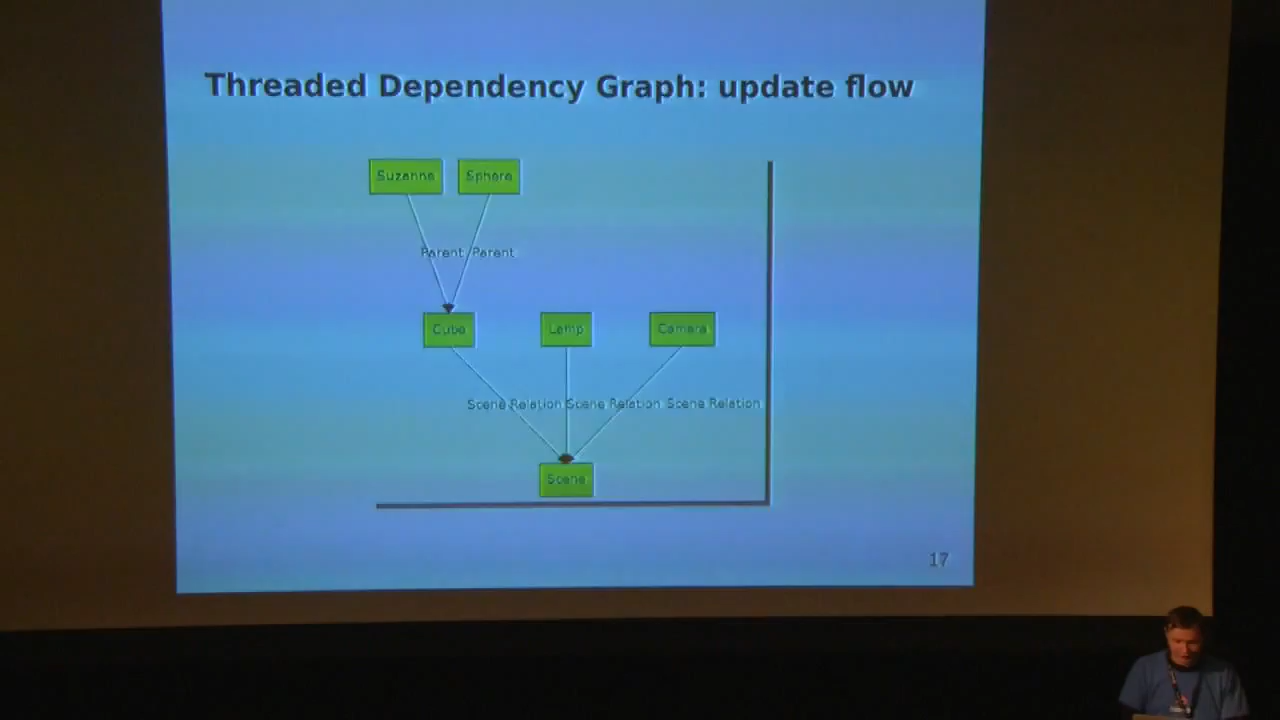 Threaded Dependency Graph: update flow
Suzanne Sphere
Parent Parent
Cube Lamp Camera
Scene Relation Scene Relation Scene Relation
Scene
17